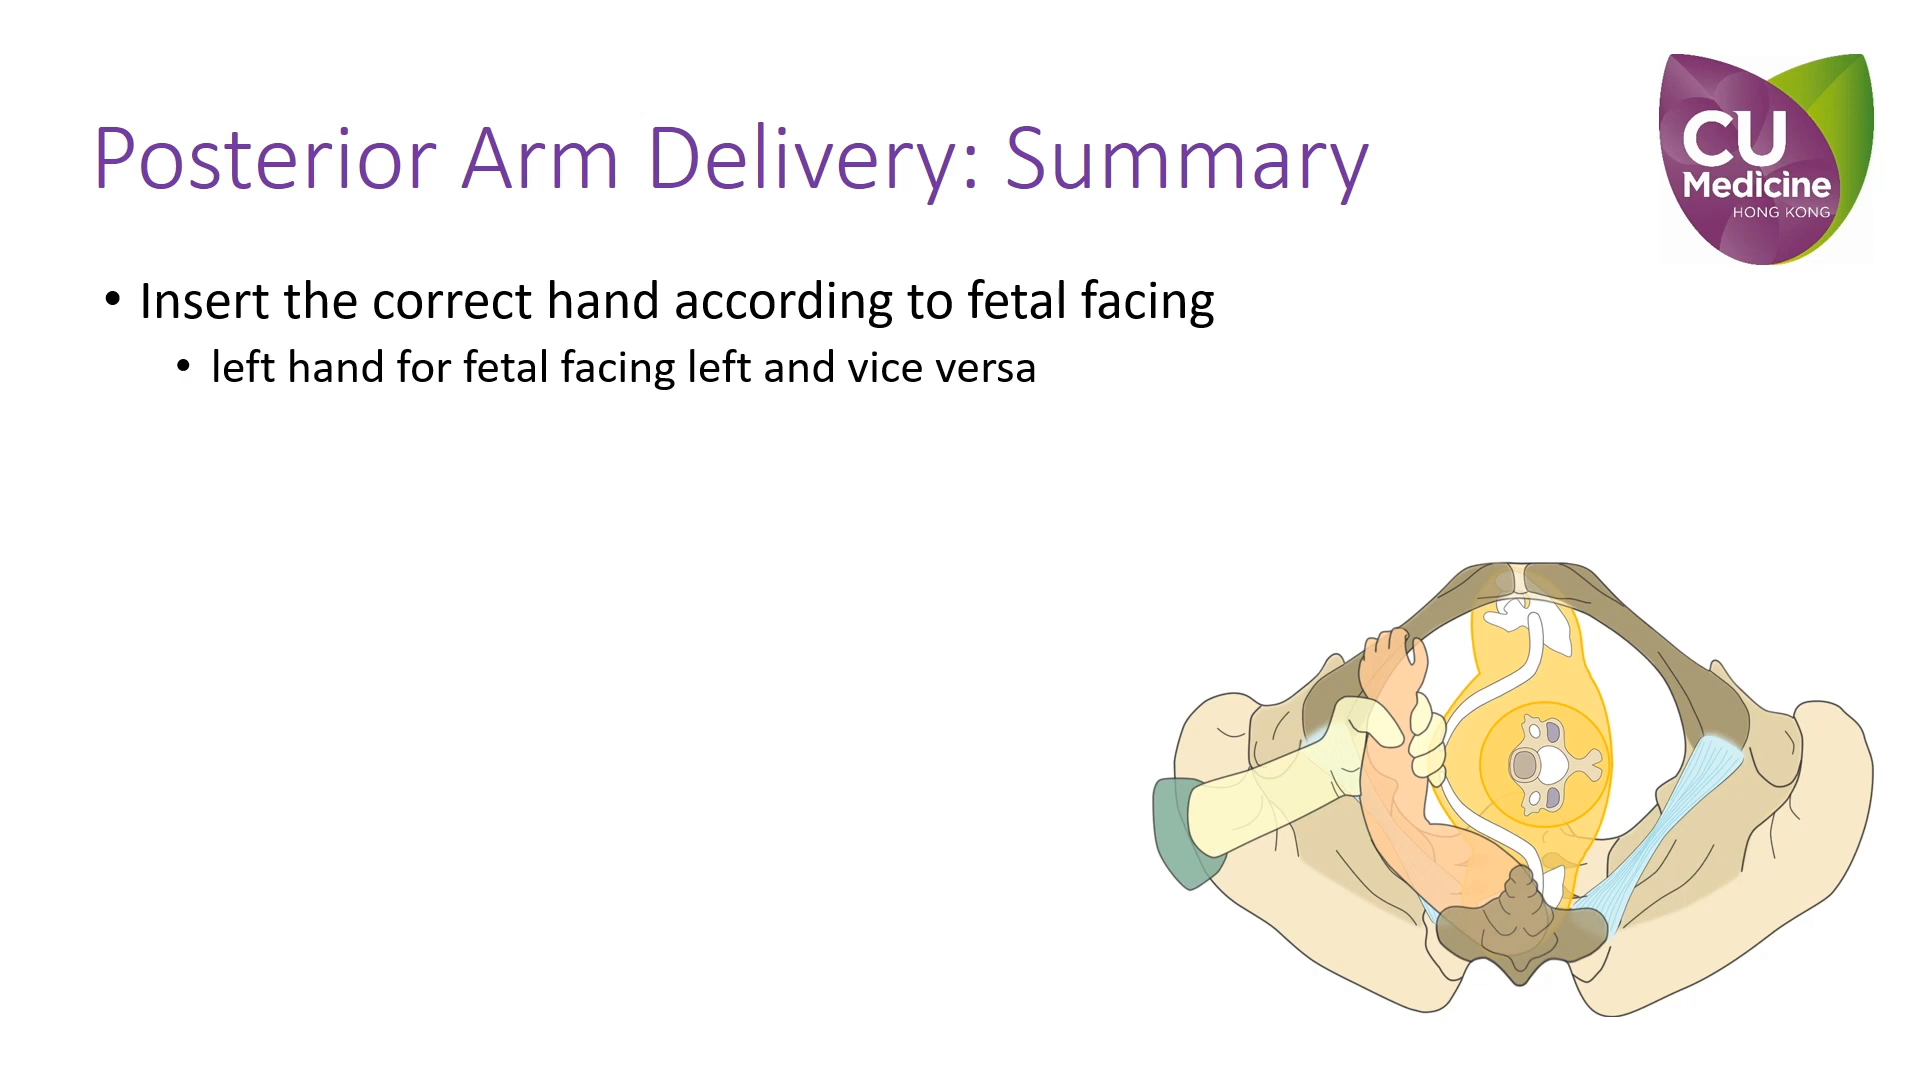 Posterior Arm Delivery: Summary
CU
Medicine
HONG KONG
• Insert the correct hand according to fetal facing
• left hand for fetal facing left and vice versa